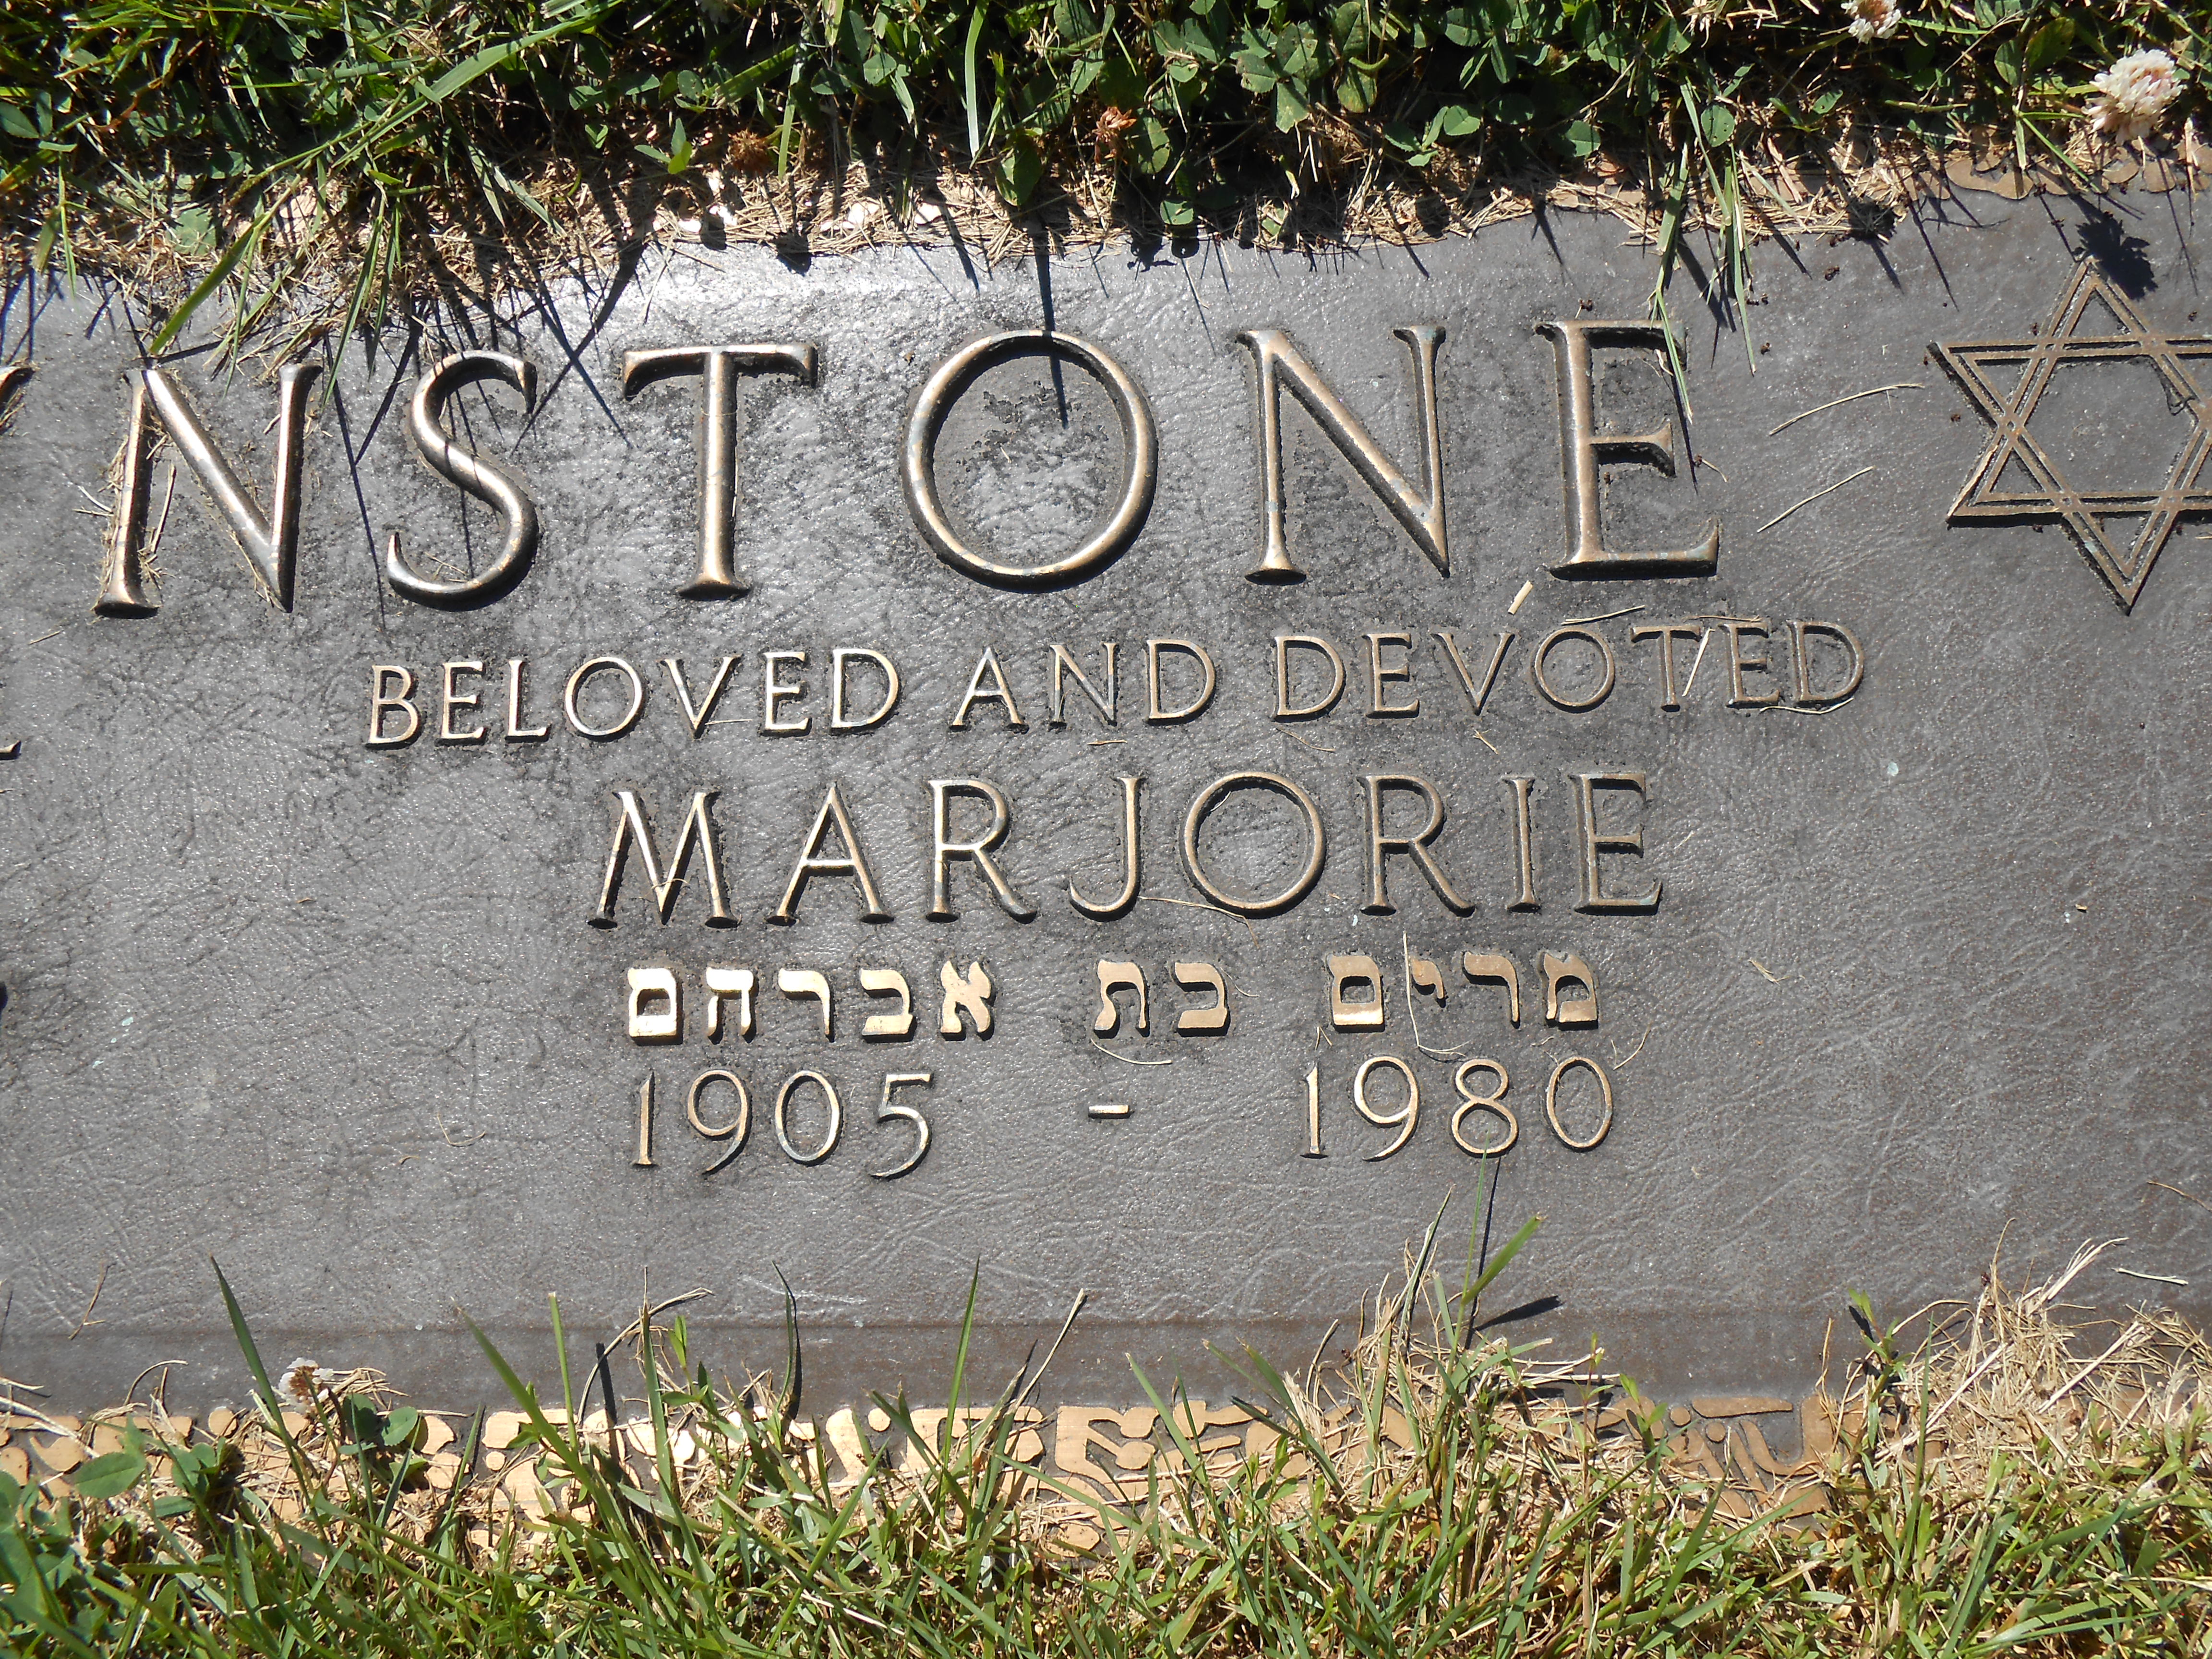 NSTONE
BELOVED AND DEVOTED
MARJORIE
מרים בת אברהם
1905 - 1980